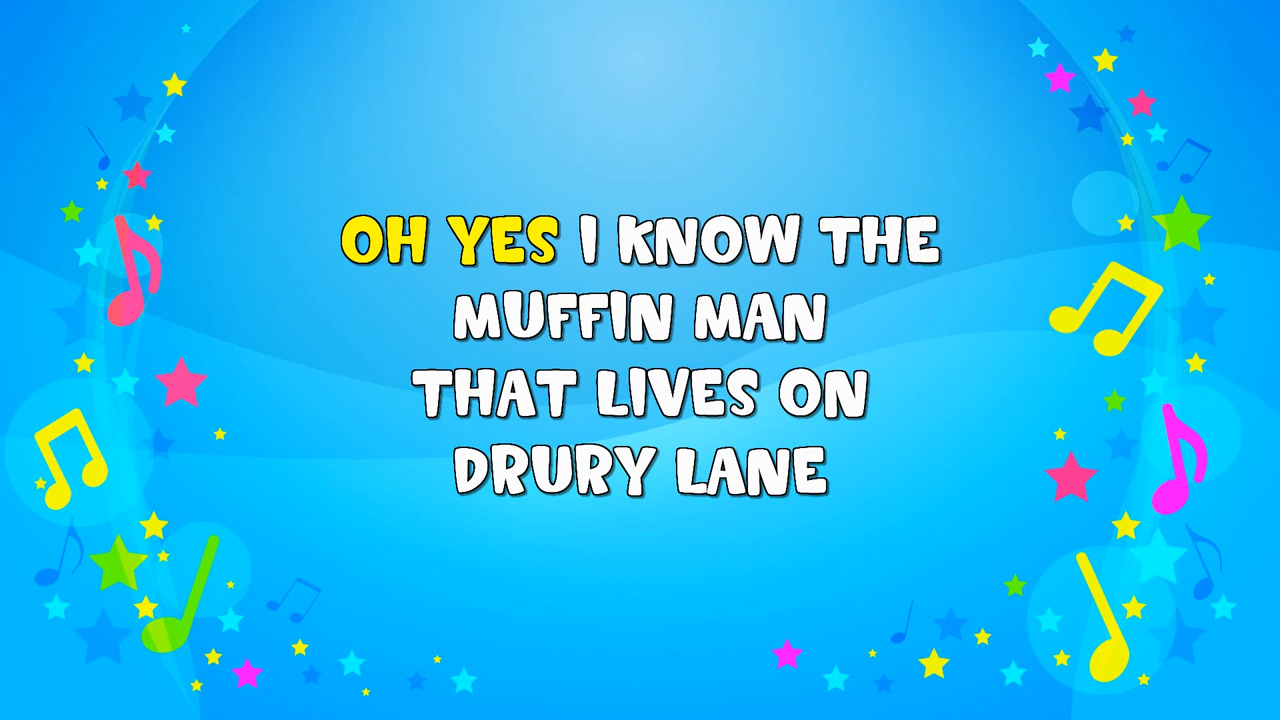 OH YES I KNOW THE
MUFFIN MAN
THAT LIVES ON
DRURY LANE